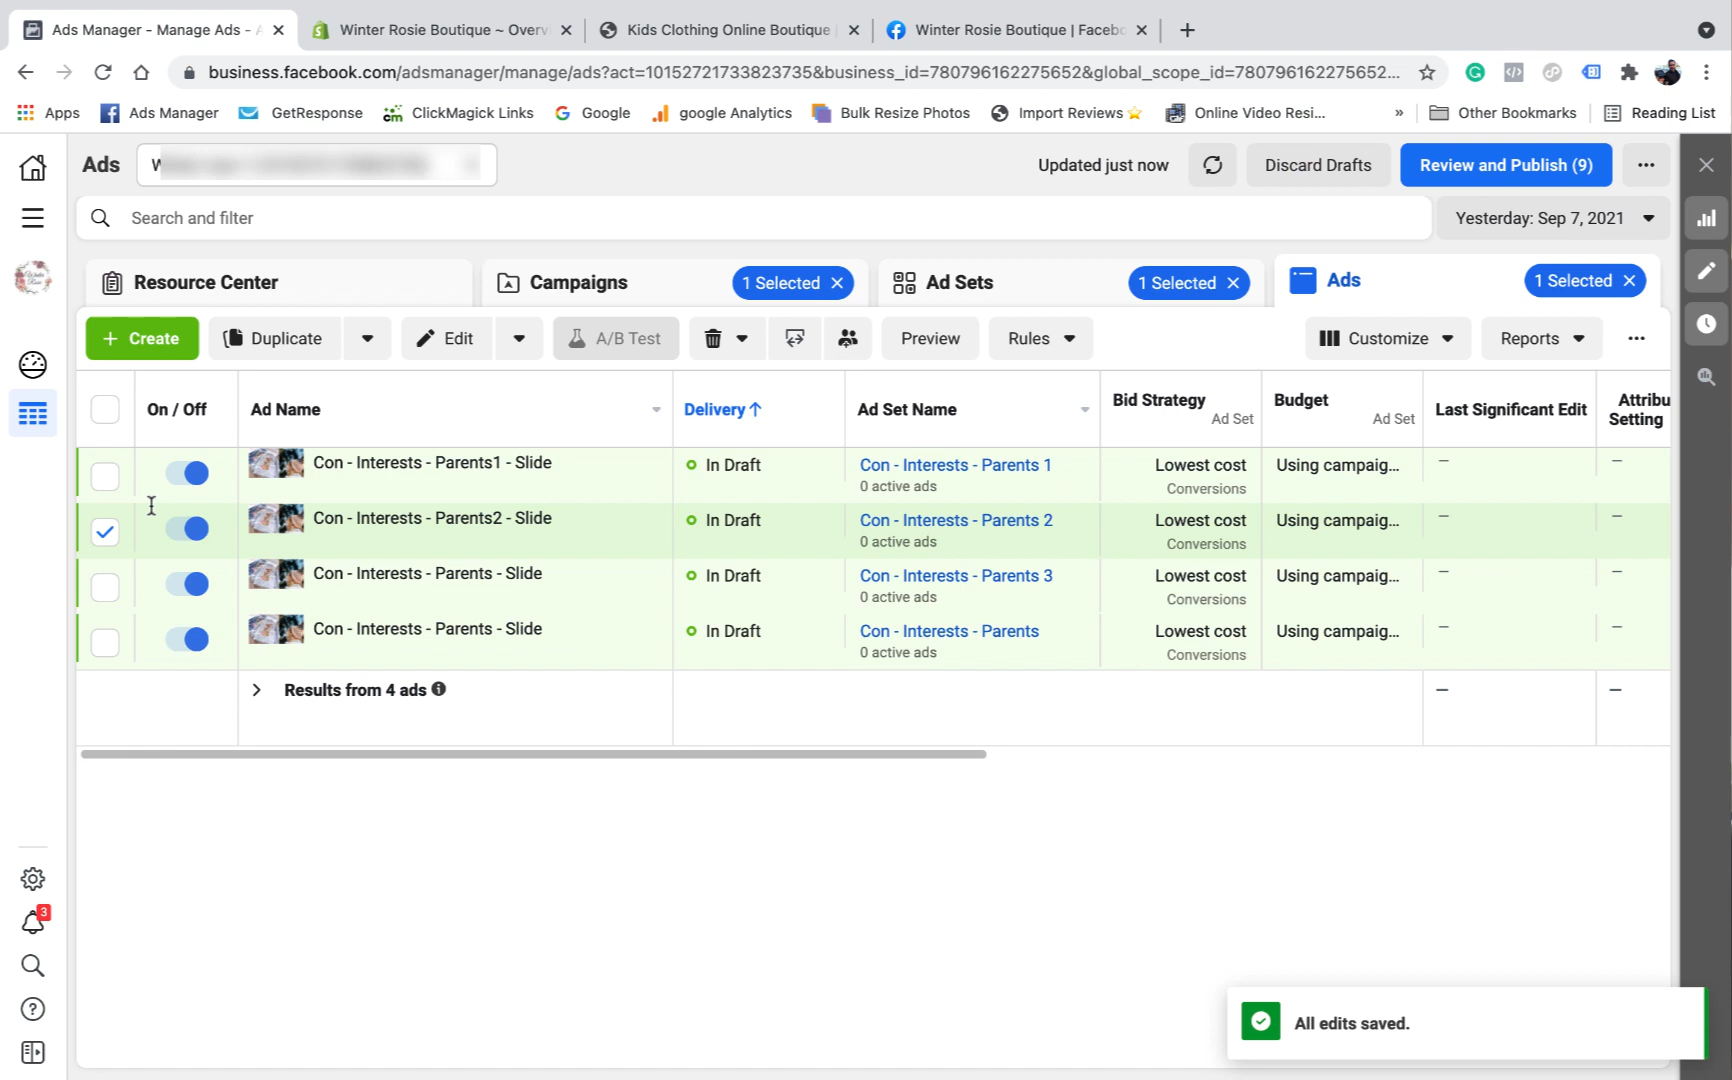 Ads Manager - Manage Ads - A
Winter Rosie Boutique ~ Overv
Kids Clothing Online Boutique
Winter Rosie Boutique | Facebo
business.facebook.com/adsmanager/manage/ads?act=10152721733823735&business_id=780796162275652&global_scope_id=780796162275652...
Apps
Ads Manager
GetResponse
ClickMagick Links
Google
google Analytics
Bulk Resize Photos
Import Reviews
Online Video Resi...
»
Other Bookmarks
Reading List
Ads
Updated just now
Discard Drafts
Review and Publish (9)
Search and filter
Yesterday: Sep 7, 2021
Resource Center
Campaigns
1 Selected
Ad Sets
1 Selected
Ads
1 Selected
+ Create
Duplicate
Edit
A/B Test
Preview
Rules
Customize
Reports
On / Off
Ad Name
Delivery ↑
Ad Set Name
Bid Strategy
Ad Set
Budget
Ad Set
Last Significant Edit
Attribu
Setting
Con - Interests - Parents1 - Slide
In Draft
Con - Interests - Parents 1
0 active ads
Lowest cost
Conversions
Using campaig...
–
–
Con - Interests - Parents2 - Slide
In Draft
Con - Interests - Parents 2
0 active ads
Lowest cost
Conversions
Using campaig...
–
–
Con - Interests - Parents - Slide
In Draft
Con - Interests - Parents 3
0 active ads
Lowest cost
Conversions
Using campaig...
–
–
Con - Interests - Parents - Slide
In Draft
Con - Interests - Parents
0 active ads
Lowest cost
Conversions
Using campaig...
–
–
Results from 4 ads
–
–
3
All edits saved.